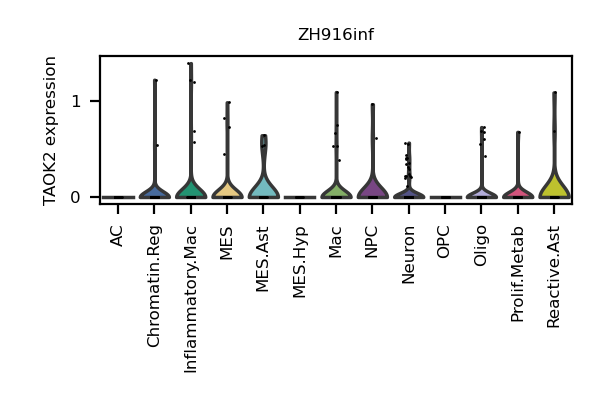 ZH916inf
TAOK2 expression
1
0
AC
Chromatin.Reg
Inflammatory.Mac
MES
MES.Ast
MES.Hyp
Mac
NPC
Neuron
OPC
Oligo
Prolif.Metab
Reactive.Ast